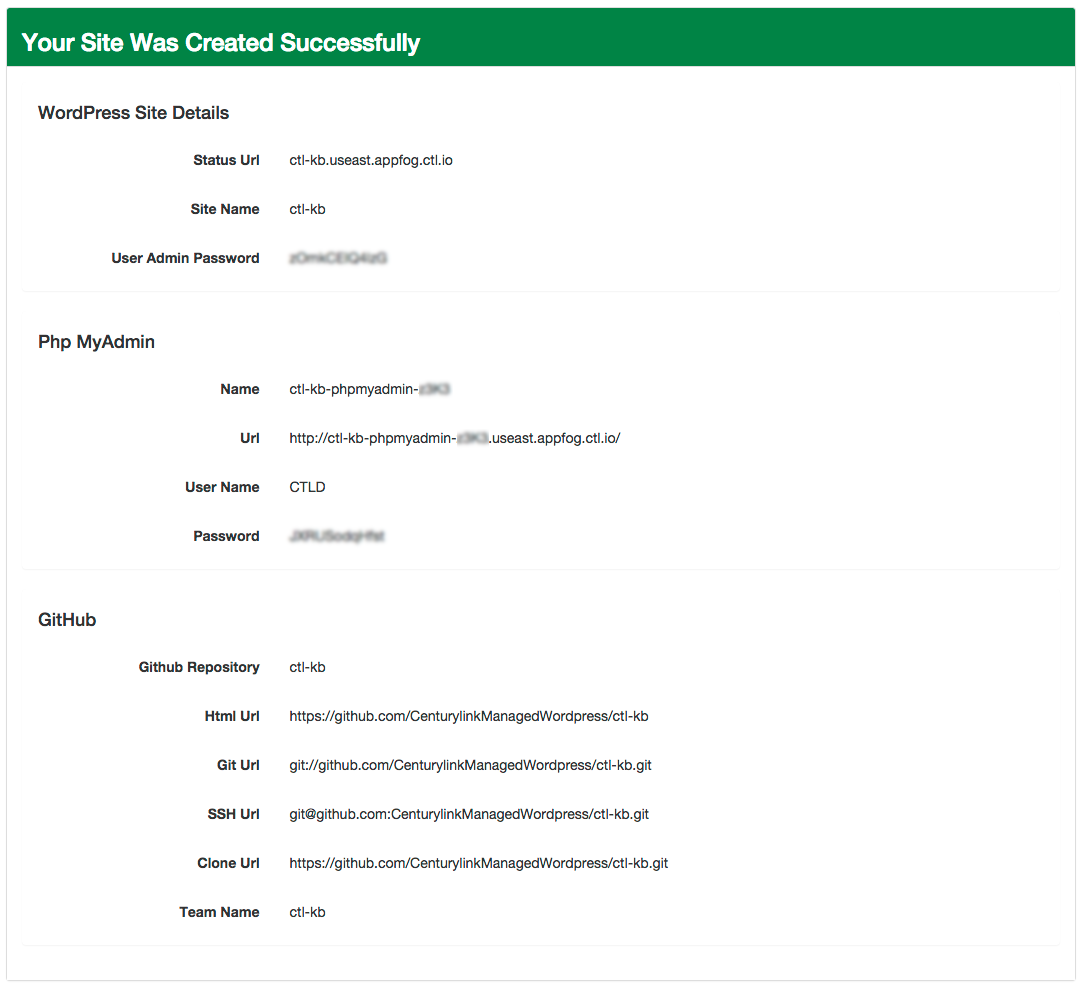 Your Site Was Created Successfully
WordPress Site Details
Status Url ctl-kb.useast.appfog.ctl.io
Site Name ctl-kb
User Admin Password
Php MyAdmin
Name ctl-kb-phpmyadmin-
Url http://ctl-kb-phpmyadmin- .useast.appfog.ctl.io/
User Name CTLD
Password
GitHub
Github Repository ctl-kb
Html Url https://github.com/CenturylinkManagedWordpress/ctl-kb
Git Url git://github.com/CenturylinkManagedWordpress/ctl-kb.git
SSH Url git@github.com:CenturylinkManagedWordpress/ctl-kb.git
Clone Url https://github.com/CenturylinkManagedWordpress/ctl-kb.git
Team Name ctl-kb